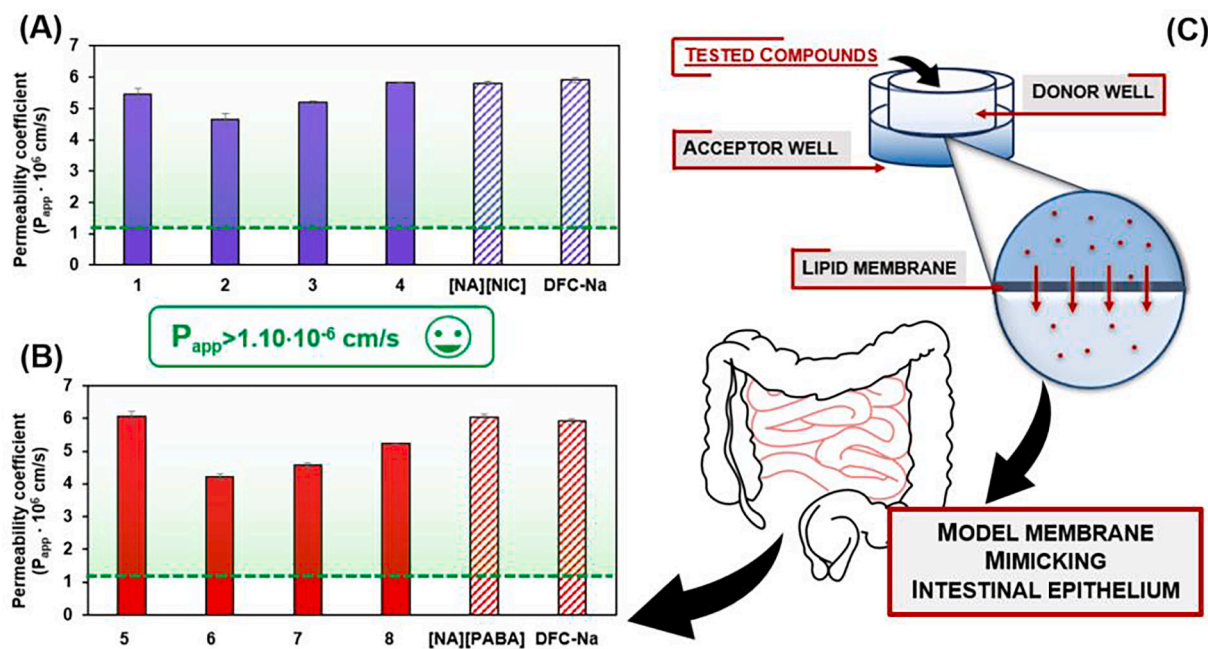 (A)
Permeability coefficient
(Papp · 10⁶ cm/s)
7
6
5
4
3
2
1
0
1 2 3 4 [NA][NIC] DFC-Na
Papp>1.10·10⁻⁶ cm/s
(B)
Permeability coefficient
(Papp · 10⁶ cm/s)
7
6
5
4
3
2
1
0
5 6 7 8 [NA][PABA] DFC-Na
(C)
TESTED COMPOUNDS
DONOR WELL
ACCEPTOR WELL
LIPID MEMBRANE
MODEL MEMBRANE
MIMICKING
INTESTINAL EPITHELIUM